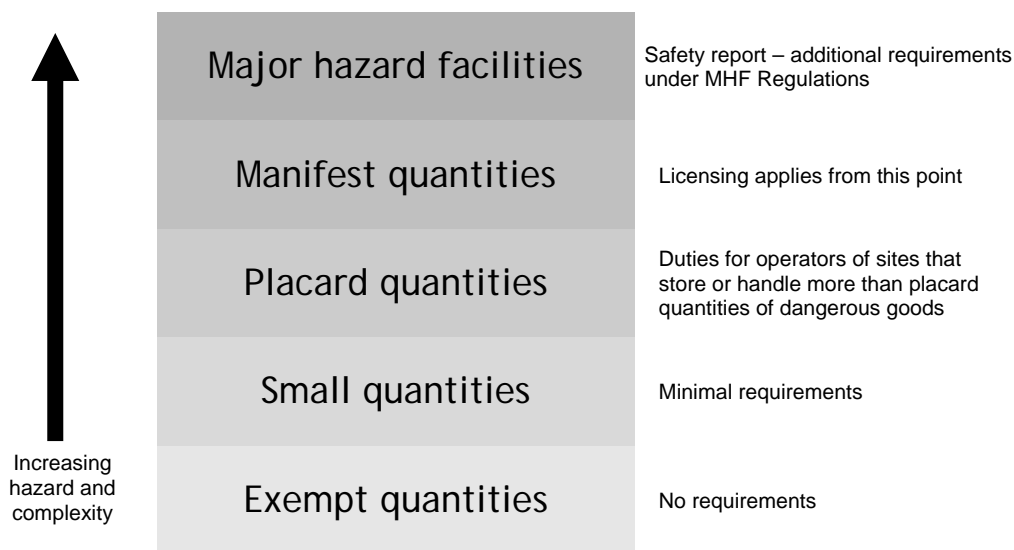 Major hazard facilities
Safety report – additional requirements
under MHF Regulations
Manifest quantities
Licensing applies from this point
Placard quantities
Duties for operators of sites that
store or handle more than placard
quantities of dangerous goods
Small quantities
Minimal requirements
Increasing
hazard and
complexity
Exempt quantities
No requirements